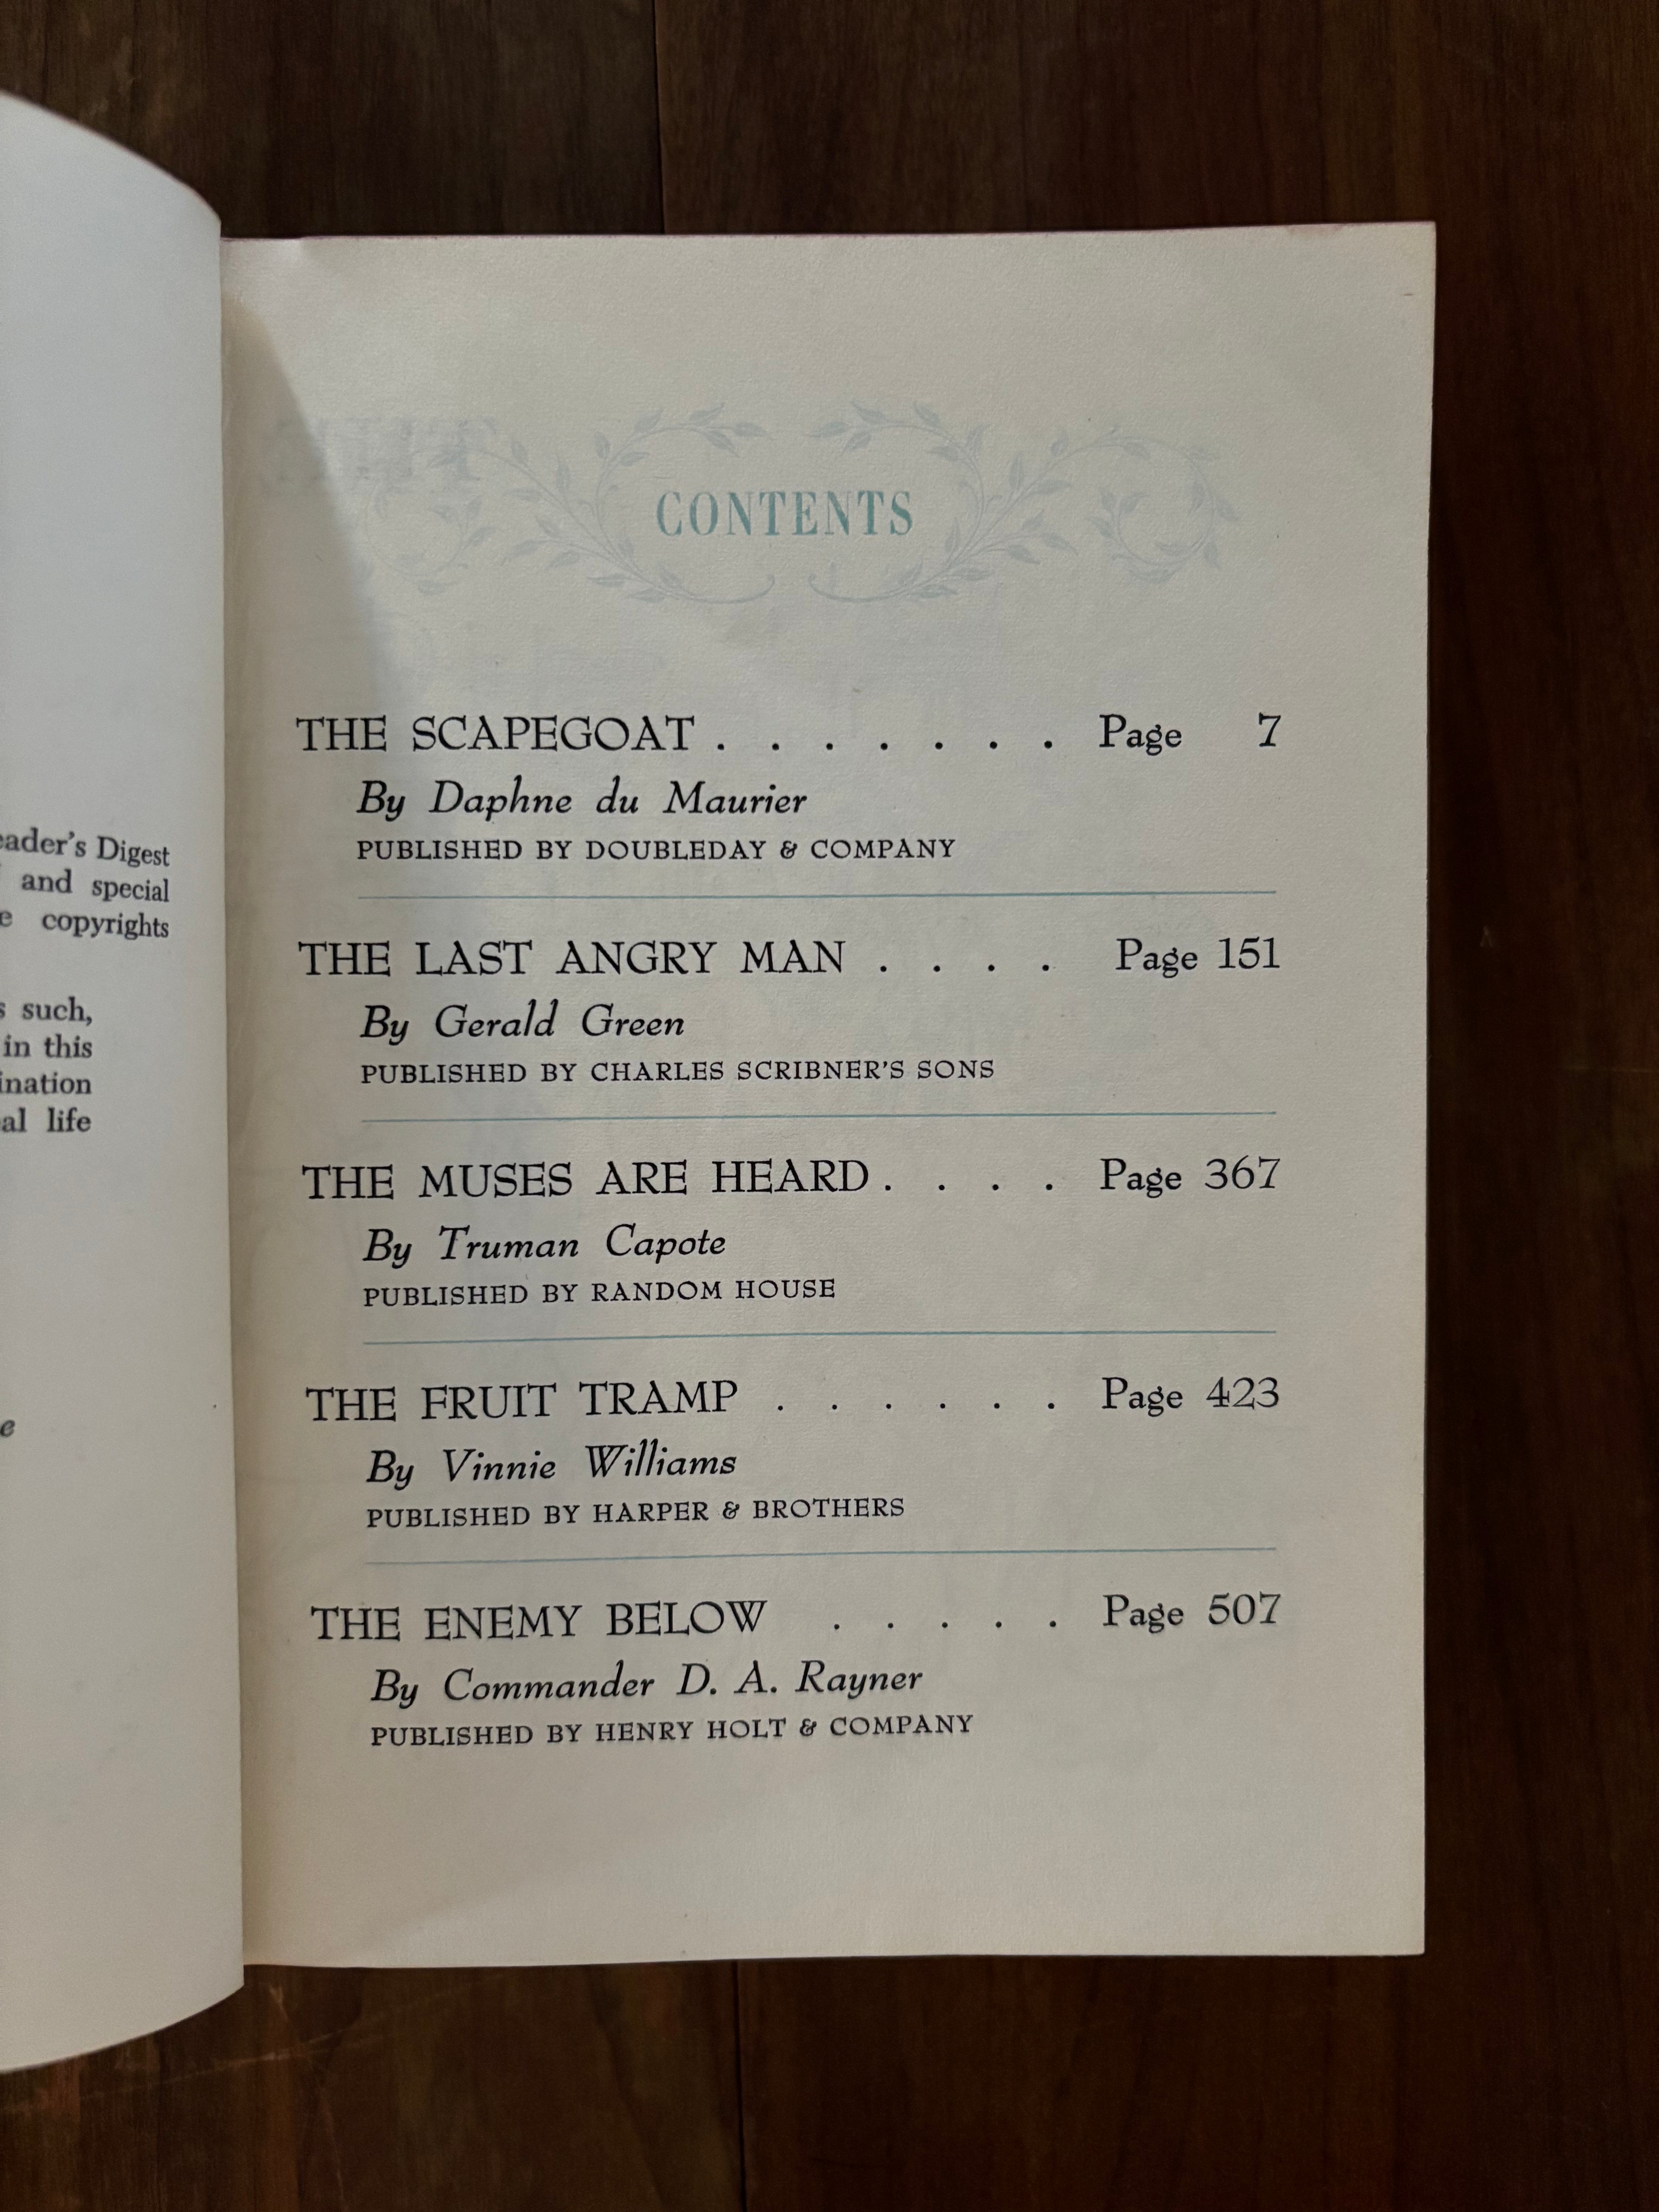 eader's Digest
and special
copyrights
such,
in this
ination
al life
e
CONTENTS
THE SCAPEGOAT . . . . . . . Page 7
By Daphne du Maurier
PUBLISHED BY DOUBLEDAY & COMPANY
THE LAST ANGRY MAN . . . . Page 151
By Gerald Green
PUBLISHED BY CHARLES SCRIBNER'S SONS
THE MUSES ARE HEARD . . . . Page 367
By Truman Capote
PUBLISHED BY RANDOM HOUSE
THE FRUIT TRAMP . . . . . . Page 423
By Vinnie Williams
PUBLISHED BY HARPER & BROTHERS
THE ENEMY BELOW . . . . . Page 507
By Commander D. A. Rayner
PUBLISHED BY HENRY HOLT & COMPANY